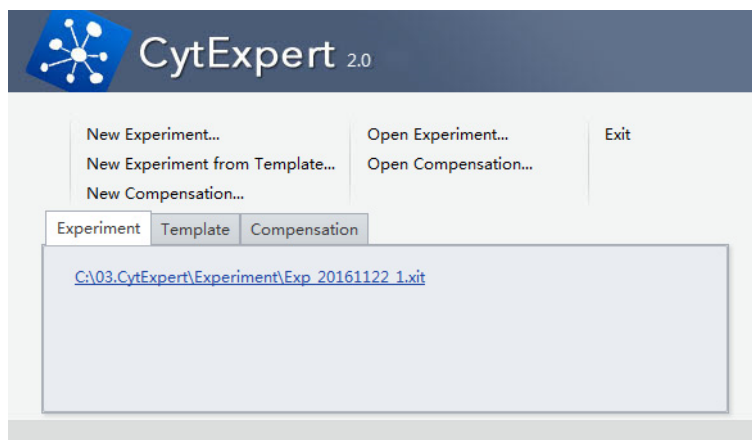 CytExpert 2.0
New Experiment... Open Experiment... Exit
New Experiment from Template... Open Compensation...
New Compensation...
Experiment Template Compensation
C:\03.CytExpert\Experiment\Exp_20161122_1.xit